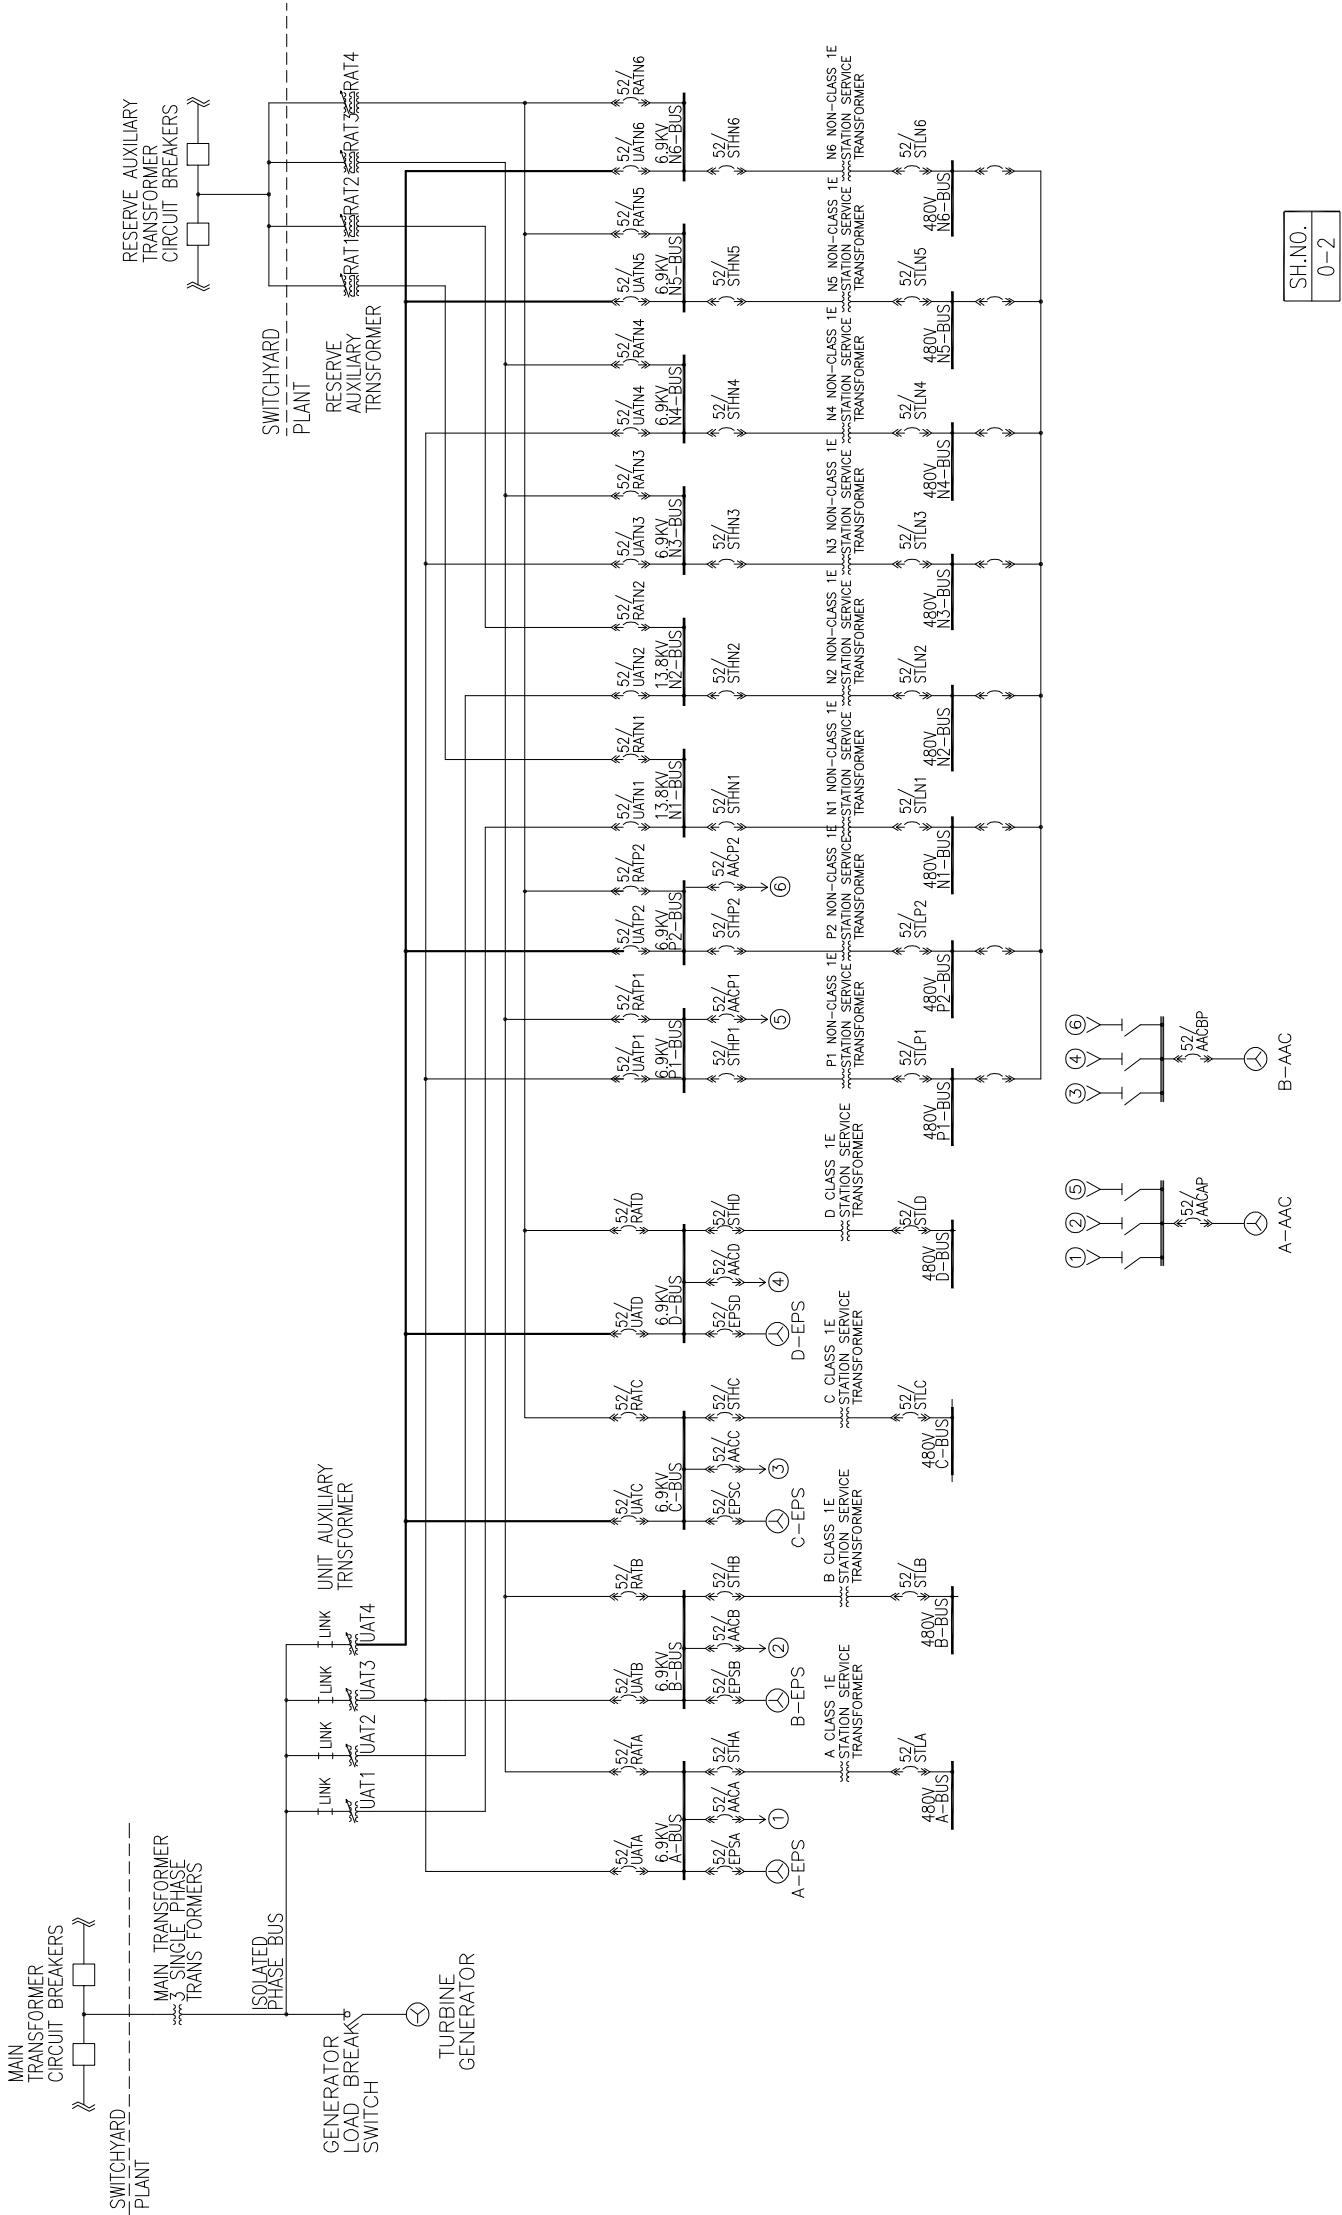 MAIN
TRANSFORMER
CIRCUIT BREAKERS
SWITCHYARD
PLANT
MAIN TRANSFORMER
3 SINGLE PHASE
TRANS FORMERS
ISOLATED
PHASE BUS
GENERATOR
LOAD BREAK
SWITCH
TURBINE
GENERATOR
LINK
LINK
LINK
LINK
UAT1
UAT2
UAT3
UAT4
UNIT AUXILIARY
TRNSFORMER
RESERVE AUXILIARY
TRANSFORMER
CIRCUIT BREAKERS
SWITCHYARD
PLANT
RESERVE
AUXILIARY
TRNSFORMER
RAT1
RAT2
RAT3
RAT4
52/
UATA
52/
RATA
6.9KV
A-BUS
52/
EPSA
52/
AACA
52/
STHA
1
A-EPS
A CLASS 1E
STATION SERVICE
TRANSFORMER
52/
STLA
480V
A-BUS
52/
UATB
52/
RATB
6.9KV
B-BUS
52/
EPSB
52/
AACB
52/
STHB
2
B-EPS
B CLASS 1E
STATION SERVICE
TRANSFORMER
52/
STLB
480V
B-BUS
52/
UATC
52/
RATC
6.9KV
C-BUS
52/
EPSC
52/
AACC
52/
STHC
3
C-EPS
C CLASS 1E
STATION SERVICE
TRANSFORMER
52/
STLC
480V
C-BUS
52/
UATD
52/
RATD
6.9KV
D-BUS
52/
EPSD
52/
AACD
52/
STHD
4
D-EPS
D CLASS 1E
STATION SERVICE
TRANSFORMER
52/
STLD
480V
D-BUS
52/
UATP1
52/
RATP1
6.9KV
P1-BUS
52/
STHP1
52/
AACP1
5
P1 NON-CLASS 1E
STATION SERVICE
TRANSFORMER
52/
STLP1
480V
P1-BUS
52/
UATP2
52/
RATP2
6.9KV
P2-BUS
52/
STHP2
52/
AACP2
6
P2 NON-CLASS 1E
STATION SERVICE
TRANSFORMER
52/
STLP2
480V
P2-BUS
52/
UATN1
52/
RATN1
13.8KV
N1-BUS
52/
STHN1
N1 NON-CLASS 1E
STATION SERVICE
TRANSFORMER
52/
STLN1
480V
N1-BUS
52/
UATN2
52/
RATN2
13.8KV
N2-BUS
52/
STHN2
N2 NON-CLASS 1E
STATION SERVICE
TRANSFORMER
52/
STLN2
480V
N2-BUS
52/
UATN3
52/
RATN3
6.9KV
N3-BUS
52/
STHN3
N3 NON-CLASS 1E
STATION SERVICE
TRANSFORMER
52/
STLN3
480V
N3-BUS
52/
UATN4
52/
RATN4
6.9KV
N4-BUS
52/
STHN4
N4 NON-CLASS 1E
STATION SERVICE
TRANSFORMER
52/
STLN4
480V
N4-BUS
52/
UATN5
52/
RATN5
6.9KV
N5-BUS
52/
STHN5
N5 NON-CLASS 1E
STATION SERVICE
TRANSFORMER
52/
STLN5
480V
N5-BUS
52/
UATN6
52/
RATN6
6.9KV
N6-BUS
52/
STHN6
N6 NON-CLASS 1E
STATION SERVICE
TRANSFORMER
52/
STLN6
480V
N6-BUS
1
2
5
52/
AACAP
A-AAC
3
4
6
52/
AACBP
B-AAC
SH.NO.
0-2